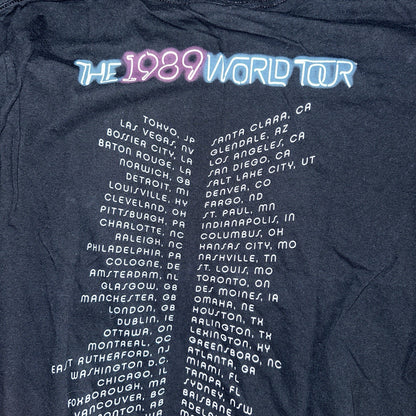 THE 1989 WORLD TOUR
TOKYO, JP
LAS VEGAS, NV
BOSSIER CITY, LA
BATON ROUGE, LA
NORWICH, GB
DETROIT, MI
LOUISVILLE, KY
CLEVELAND, OH
PITTSBURGH, PA
CHARLOTTE, NC
RALEIGH, NC
PHILADELPHIA, PA
COLOGNE, DE
AMSTERDAM, NL
GLASGOW, GB
MANCHESTER, GB
LONDON, GB
DUBLIN, IE
OTTAWA, ON
MONTREAL, QC
EAST RUTHERFORD, NJ
WASHINGTON D.C.
CHICAGO, IL
FOXBOROUGH, MA
VANCOUVER, BC
MONTON, AB
SANTA CLARA, CA
GLENDALE, AZ
LOS ANGELES, CA
SAN DIEGO, CA
SALT LAKE CITY, UT
DENVER, CO
FARGO, ND
ST. PAUL, MN
INDIANAPOLIS, IN
COLUMBUS, OH
KANSAS CITY, MO
NASHVILLE, TN
ST. LOUIS, MO
TORONTO, ON
DES MOINES, IA
OMAHA, NE
HOUSTON, TX
ARLINGTON, TX
LEXINGTON, KY
GREENSBORO, NC
ATLANTA, GA
MIAMI, FL
TAMPA, FL
SYDNEY, NSW
BRISBANE